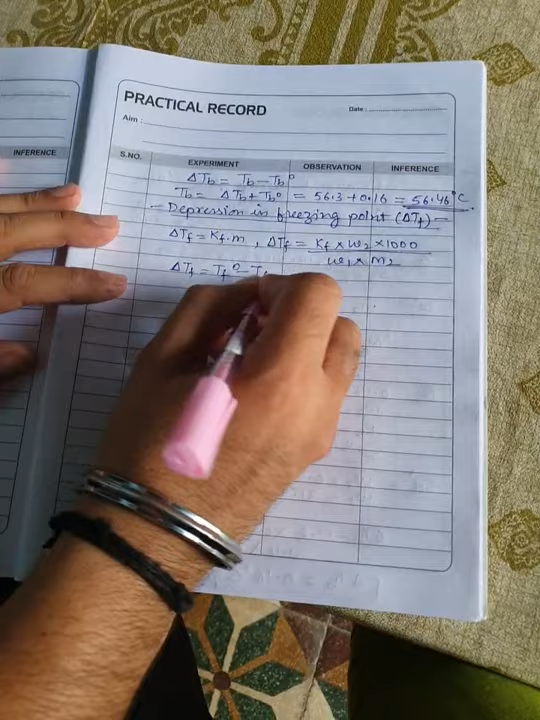 INFERENCE
PRACTICAL RECORD
Date :
Aim :
S.NO. EXPERIMENT OBSERVATION INFERENCE
ΔTb = Tb - Tb°
Tb = ΔTb + Tb° = 56.3 + 0.16 = 56.46°C
- Depression in freezing point (ΔTf) -
ΔTf = Kf.m , ΔTf = Kf × w2 × 1000
w1 × M2
ΔTf = Tf° -